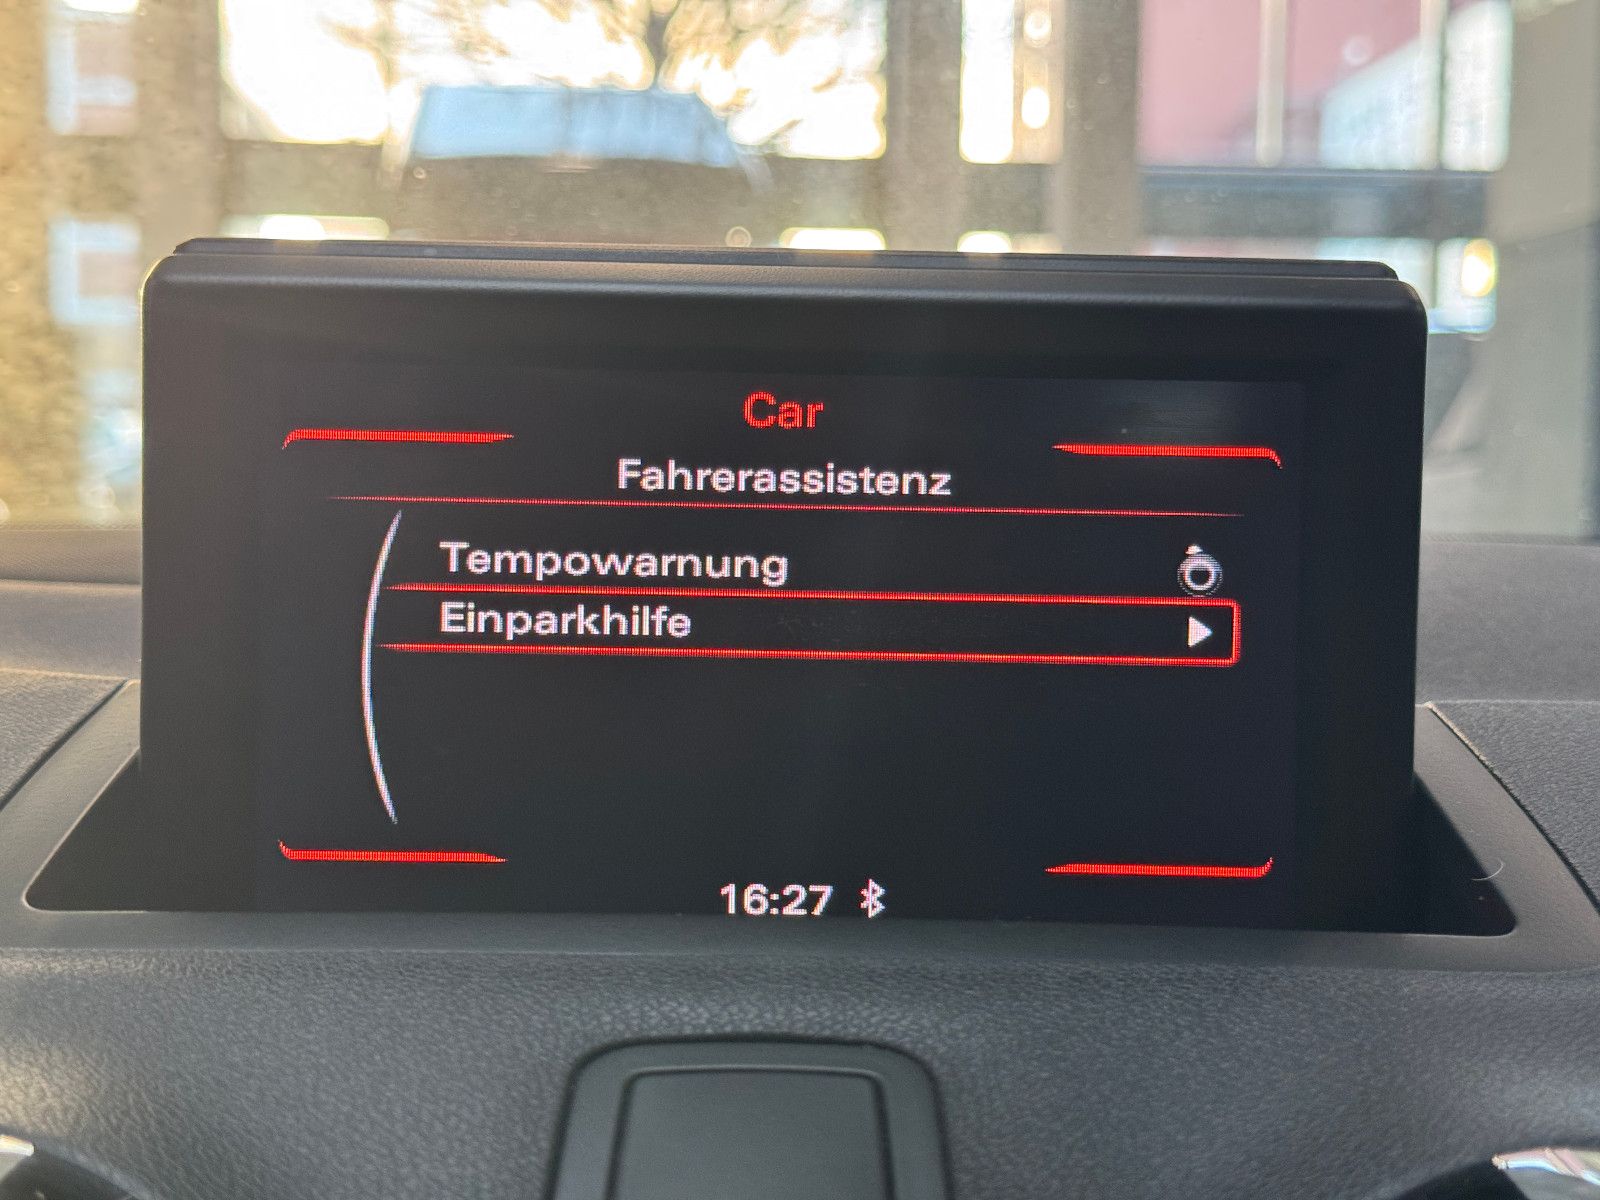 Car
Fahrerassistenz
Tempowarnung
Einparkhilfe
16:27